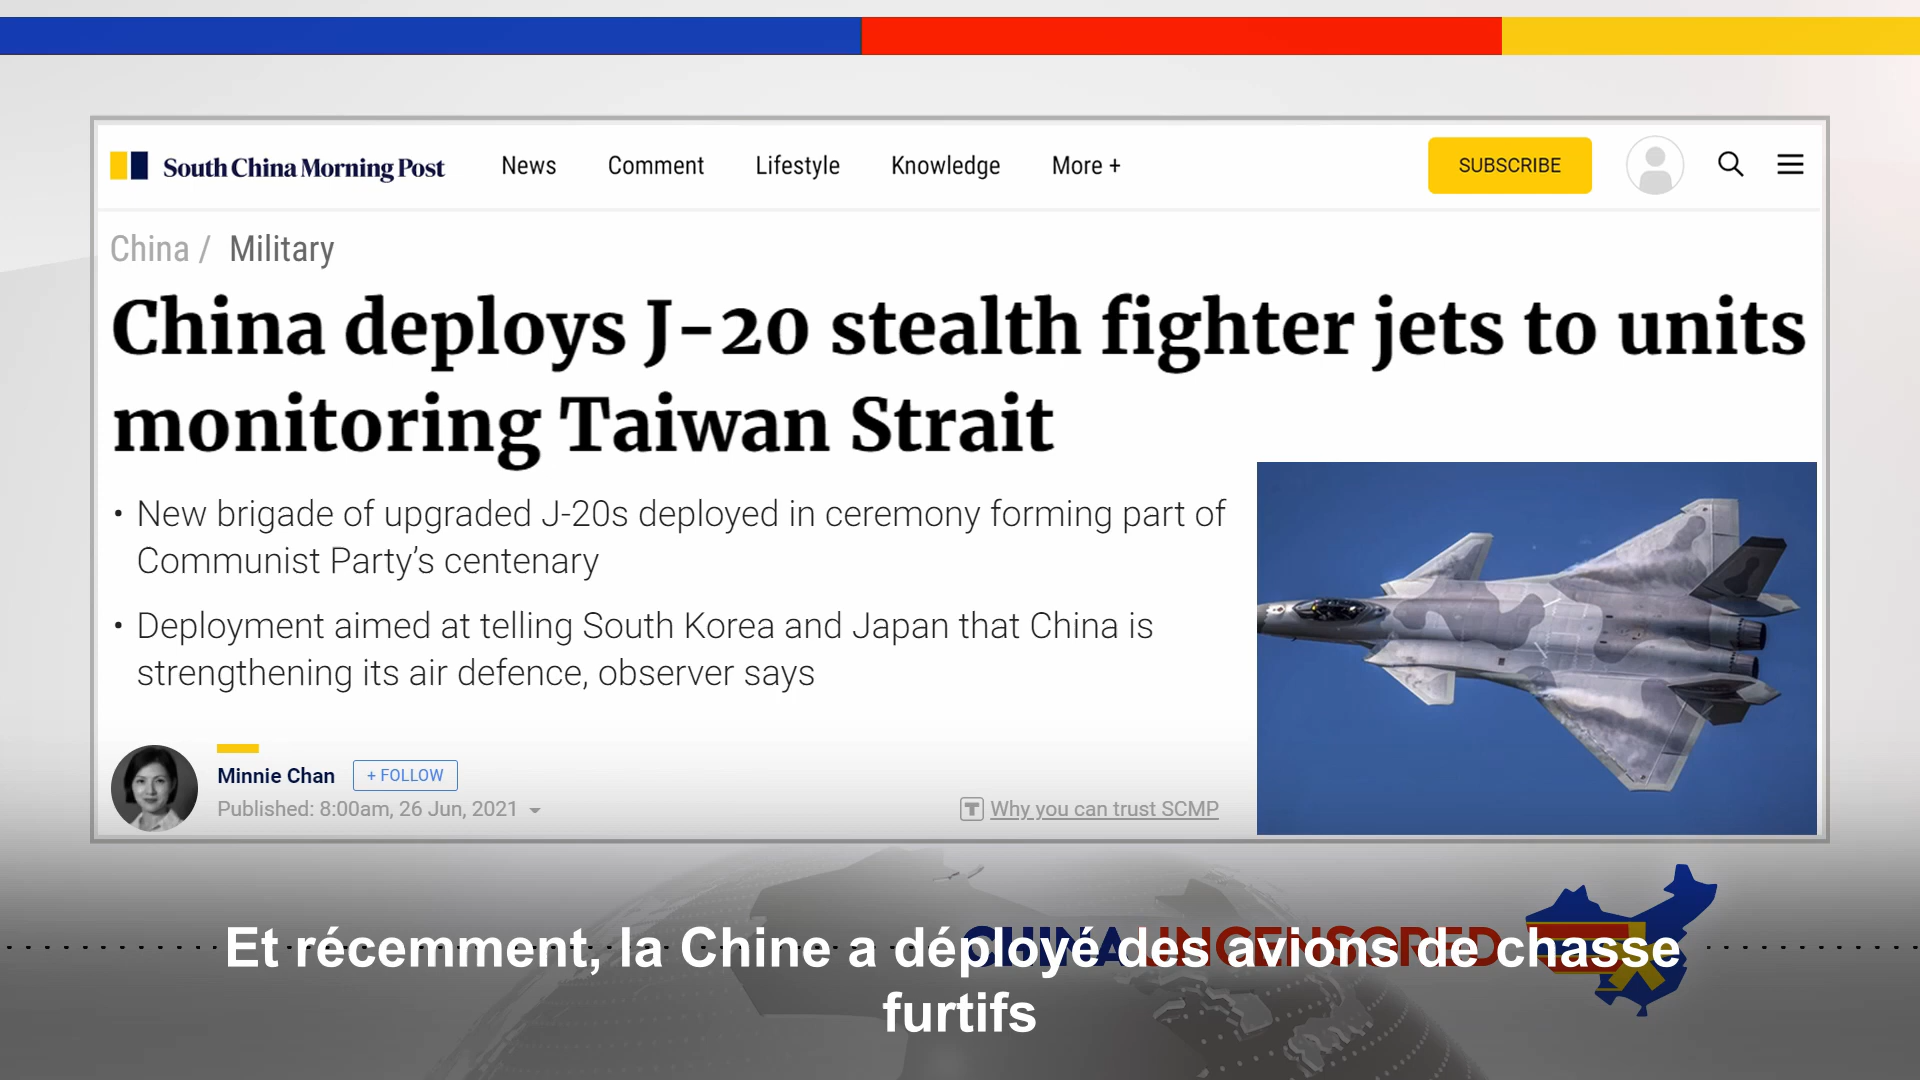 South China Morning Post
News
Comment
Lifestyle
Knowledge
More +
SUBSCRIBE
China / Military
China deploys J-20 stealth fighter jets to units
monitoring Taiwan Strait
• New brigade of upgraded J-20s deployed in ceremony forming part of
Communist Party's centenary
• Deployment aimed at telling South Korea and Japan that China is
strengthening its air defence, observer says
Minnie Chan
+ FOLLOW
Published: 8:00am, 26 Jun, 2021
T Why you can trust SCMP
CHINA UNCENSORED
Et récemment, la Chine a déployé des avions de chasse
furtifs